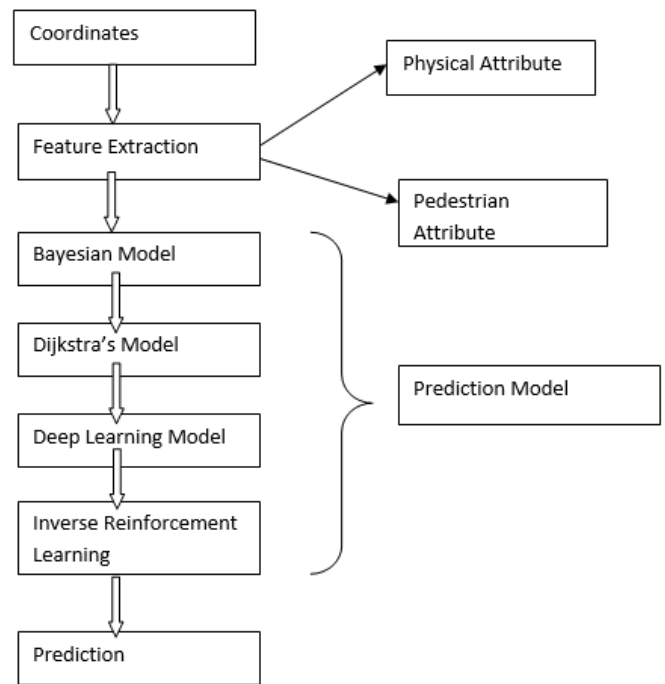 Coordinates
Physical Attribute
Feature Extraction
Pedestrian
Attribute
Bayesian Model
Dijkstra’s Model
Prediction Model
Deep Learning Model
Inverse Reinforcement
Learning
Prediction